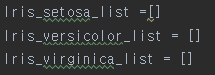 Iris_setosa_list =[]
Iris_versicolor_list = []
Iris_virginica_list = []